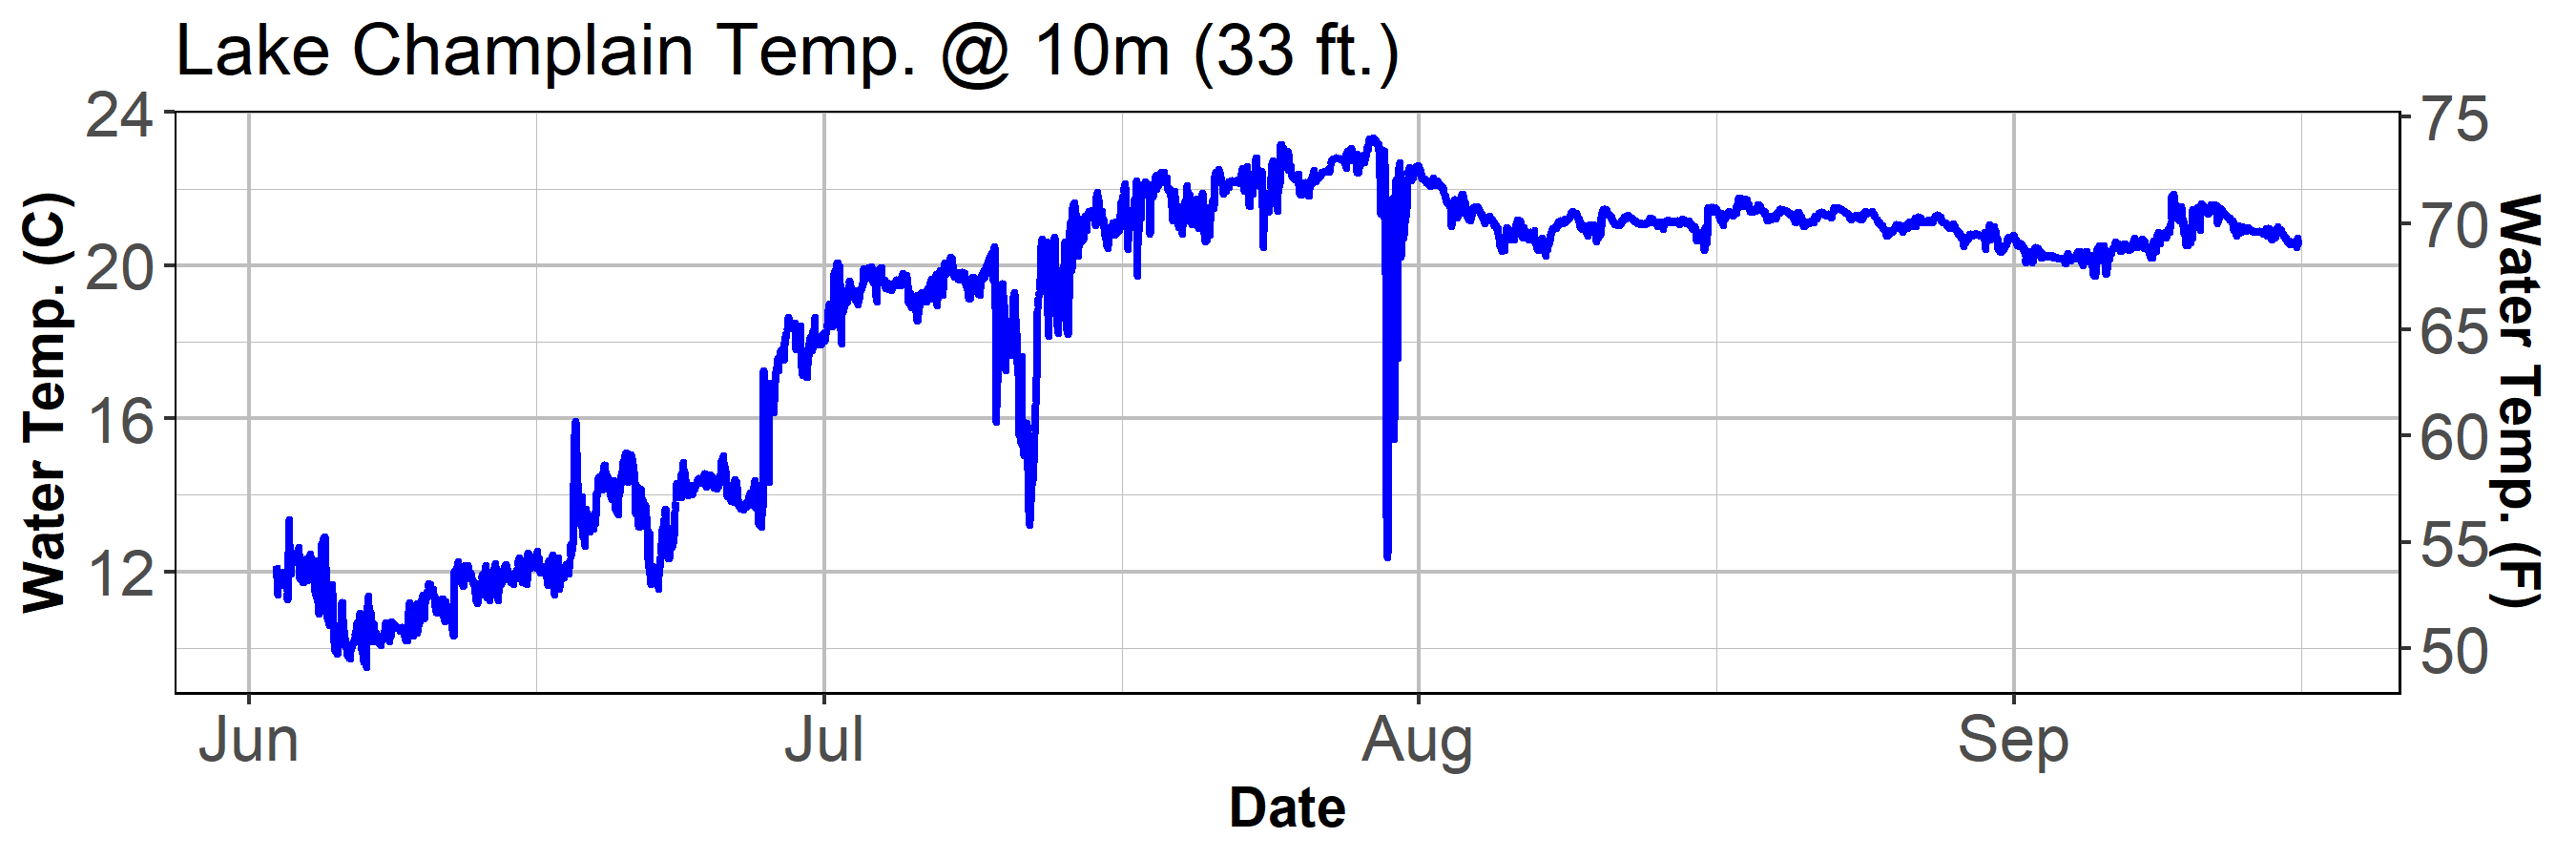 Lake Champlain Temp. @ 10m (33 ft.)
Water Temp. (C)
24
20
16
12
75
70
65
60
55
50
Water Temp. (F)
Jun Jul Aug Sep
Date